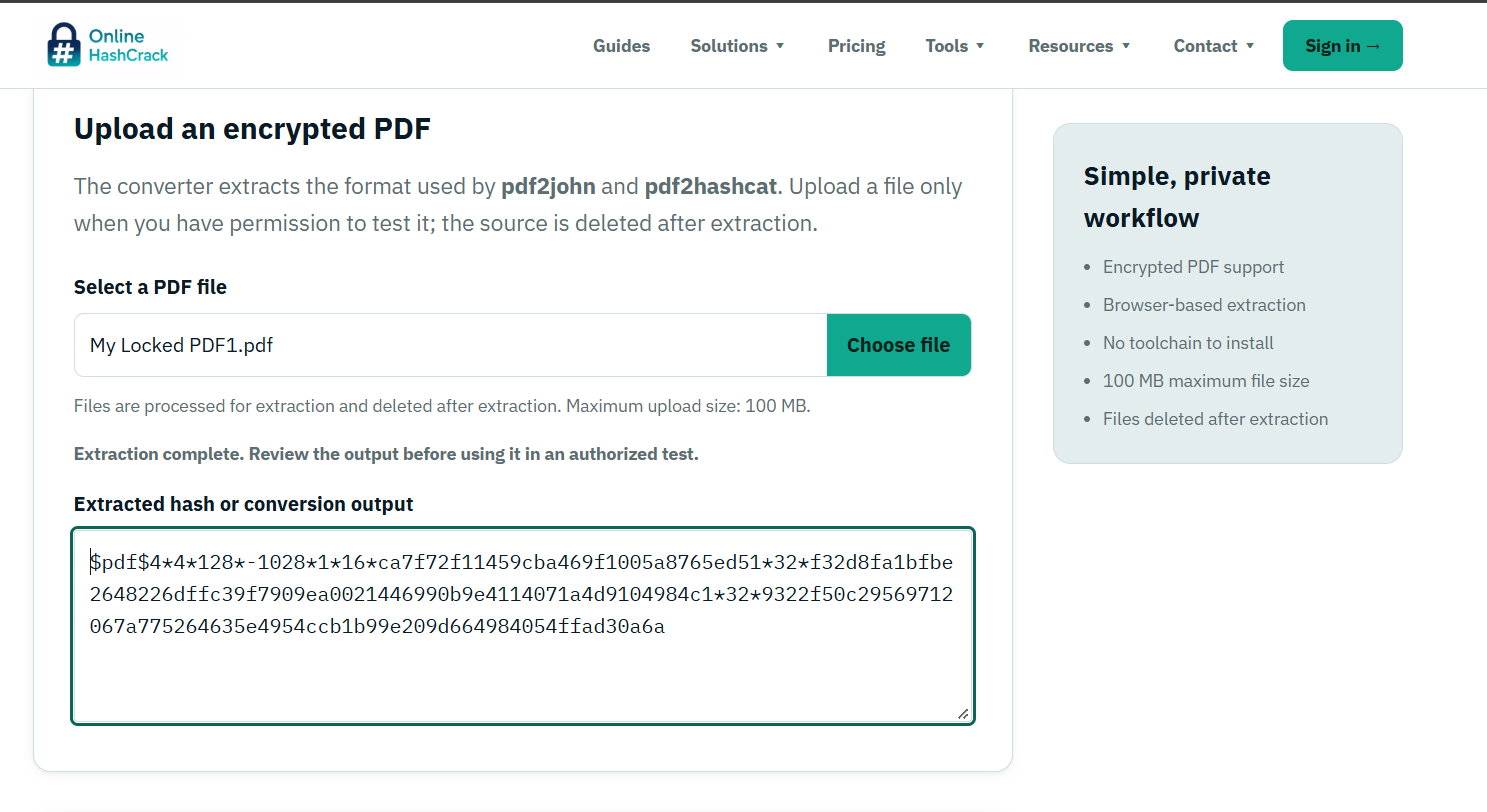 Online
HashCrack
Guides
Solutions
Pricing
Tools
Resources
Contact
Sign in →
Upload an encrypted PDF
The converter extracts the format used by pdf2john and pdf2hashcat. Upload a file only
when you have permission to test it; the source is deleted after extraction.
Select a PDF file
My Locked PDF1.pdf
Choose file
Files are processed for extraction and deleted after extraction. Maximum upload size: 100 MB.
Extraction complete. Review the output before using it in an authorized test.
Extracted hash or conversion output
$pdf$4*4*128*-1028*1*16*ca7f72f11459cba469f1005a8765ed51*32*f32d8fa1bfbe
2648226dffc39f7909ea0021446990b9e4114071a4d9104984c1*32*9322f50c29569712
067a775264635e4954ccb1b99e209d664984054ffad30a6a
Simple, private
workflow
Encrypted PDF support
Browser-based extraction
No toolchain to install
100 MB maximum file size
Files deleted after extraction